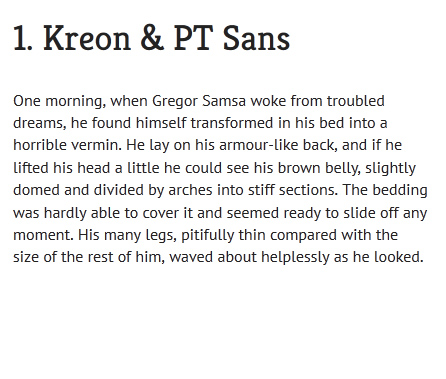 1. Kreon & PT Sans
One morning, when Gregor Samsa woke from troubled
dreams, he found himself transformed in his bed into a
horrible vermin. He lay on his armour-like back, and if he
lifted his head a little he could see his brown belly, slightly
domed and divided by arches into stiff sections. The bedding
was hardly able to cover it and seemed ready to slide off any
moment. His many legs, pitifully thin compared with the
size of the rest of him, waved about helplessly as he looked.